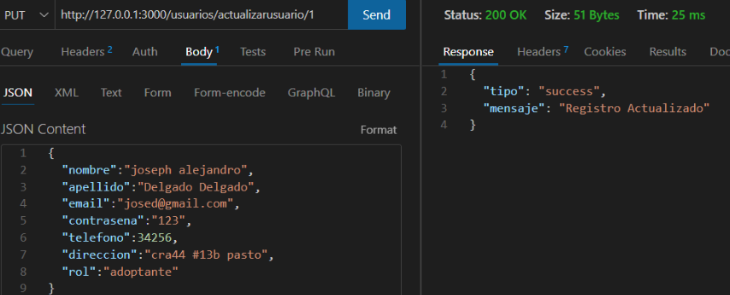 PUT http://127.0.0.1:3000/usuarios/actualizarusuario/1 Send
Query Headers 2 Auth Body 1 Tests Pre Run
JSON XML Text Form Form-encode GraphQL Binary
JSON Content Format
1 {
2 "nombre":"joseph alejandro",
3 "apellido":"Delgado Delgado",
4 "email":"josed@gmail.com",
5 "contrasena":"123",
6 "telefono":34256,
7 "direccion":"cra44 #13b pasto",
8 "rol":"adoptante"
9 }
Status: 200 OK Size: 51 Bytes Time: 25 ms
Response Headers 7 Cookies Results Doc
1 {
2 "tipo": "success",
3 "mensaje": "Registro Actualizado"
4 }